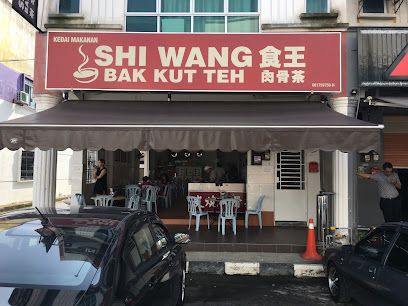 KEDAI MAKANAN
SHI WANG 食王
BAK KUT TEH 肉骨茶